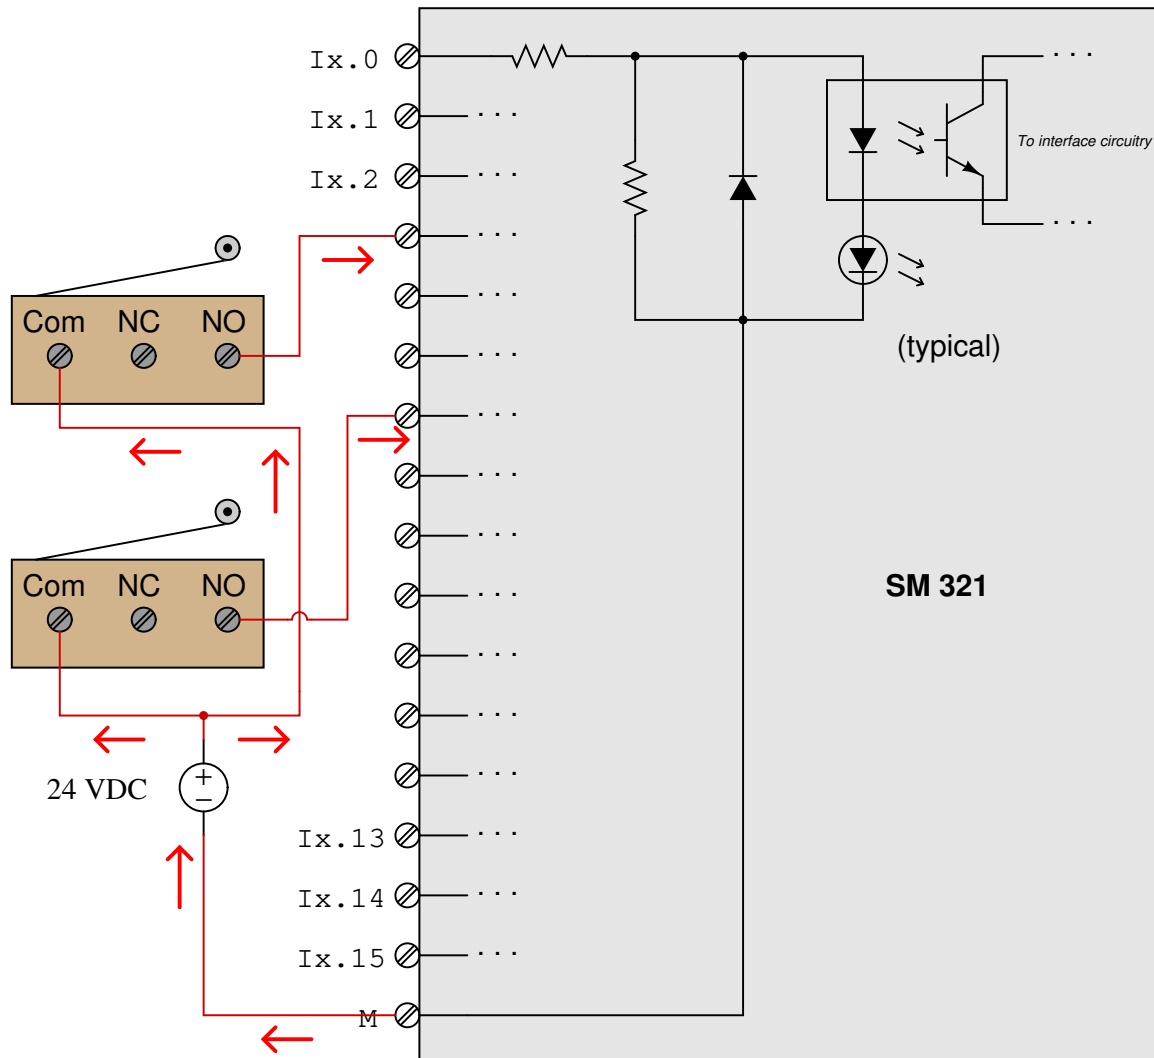 Ix.0
Ix.1
To interface circuitry
Ix.2
Com NC NO
(typical)
Com NC NO
SM 321
24 VDC
+
−
Ix.13
Ix.14
Ix.15
M